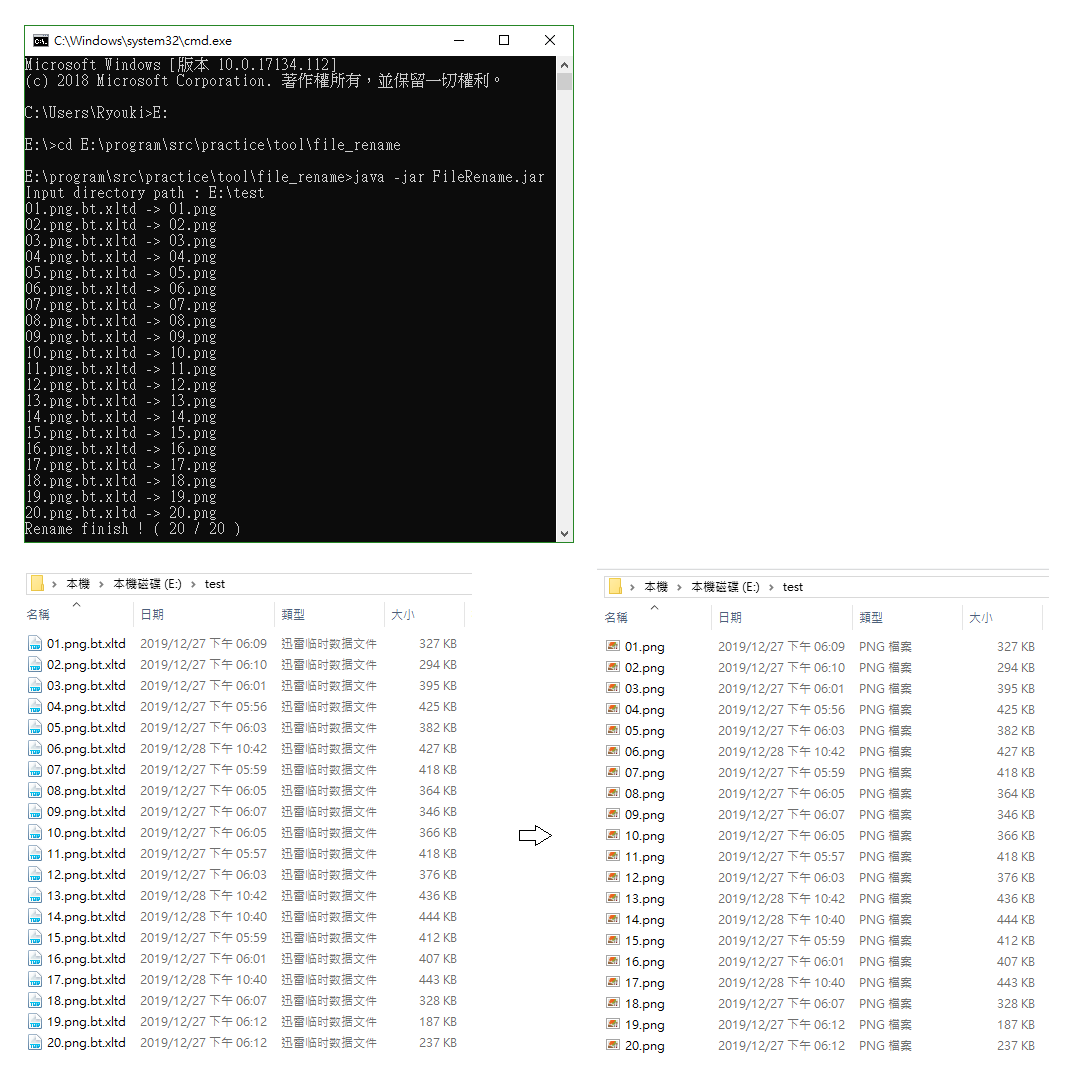 C:\Windows\system32\cmd.exe
Microsoft Windows [版本 10.0.17134.112]
(c) 2018 Microsoft Corporation. 著作權所有，並保留一切權利。
C:\Users\Ryouki>E:
E:\>cd E:\program\src\practice\tool\file_rename
E:\program\src\practice\tool\file_rename>java -jar FileRename.jar
Input directory path : E:\test
01.png.bt.xltd -> 01.png
02.png.bt.xltd -> 02.png
03.png.bt.xltd -> 03.png
04.png.bt.xltd -> 04.png
05.png.bt.xltd -> 05.png
06.png.bt.xltd -> 06.png
07.png.bt.xltd -> 07.png
08.png.bt.xltd -> 08.png
09.png.bt.xltd -> 09.png
10.png.bt.xltd -> 10.png
11.png.bt.xltd -> 11.png
12.png.bt.xltd -> 12.png
13.png.bt.xltd -> 13.png
14.png.bt.xltd -> 14.png
15.png.bt.xltd -> 15.png
16.png.bt.xltd -> 16.png
17.png.bt.xltd -> 17.png
18.png.bt.xltd -> 18.png
19.png.bt.xltd -> 19.png
20.png.bt.xltd -> 20.png
Rename finish ! ( 20 / 20 )
本機 > 本機磁碟 (E:) > test
名稱 日期 類型 大小
01.png.bt.xltd 2019/12/27 下午 06:09 迅雷临时数据文件 327 KB
02.png.bt.xltd 2019/12/27 下午 06:10 迅雷临时数据文件 294 KB
03.png.bt.xltd 2019/12/27 下午 06:01 迅雷临时数据文件 395 KB
04.png.bt.xltd 2019/12/27 下午 05:56 迅雷临时数据文件 425 KB
05.png.bt.xltd 2019/12/27 下午 06:03 迅雷临时数据文件 382 KB
06.png.bt.xltd 2019/12/28 下午 10:42 迅雷临时数据文件 427 KB
07.png.bt.xltd 2019/12/27 下午 05:59 迅雷临时数据文件 418 KB
08.png.bt.xltd 2019/12/27 下午 06:05 迅雷临时数据文件 364 KB
09.png.bt.xltd 2019/12/27 下午 06:07 迅雷临时数据文件 346 KB
10.png.bt.xltd 2019/12/27 下午 06:05 迅雷临时数据文件 366 KB
11.png.bt.xltd 2019/12/27 下午 05:57 迅雷临时数据文件 418 KB
12.png.bt.xltd 2019/12/27 下午 06:03 迅雷临时数据文件 376 KB
13.png.bt.xltd 2019/12/28 下午 10:42 迅雷临时数据文件 436 KB
14.png.bt.xltd 2019/12/28 下午 10:40 迅雷临时数据文件 444 KB
15.png.bt.xltd 2019/12/27 下午 05:59 迅雷临时数据文件 412 KB
16.png.bt.xltd 2019/12/27 下午 06:01 迅雷临时数据文件 407 KB
17.png.bt.xltd 2019/12/28 下午 10:40 迅雷临时数据文件 443 KB
18.png.bt.xltd 2019/12/27 下午 06:07 迅雷临时数据文件 328 KB
19.png.bt.xltd 2019/12/27 下午 06:12 迅雷临时数据文件 187 KB
20.png.bt.xltd 2019/12/27 下午 06:12 迅雷临时数据文件 237 KB
本機 > 本機磁碟 (E:) > test
名稱 日期 類型 大小
01.png 2019/12/27 下午 06:09 PNG 檔案 327 KB
02.png 2019/12/27 下午 06:10 PNG 檔案 294 KB
03.png 2019/12/27 下午 06:01 PNG 檔案 395 KB
04.png 2019/12/27 下午 05:56 PNG 檔案 425 KB
05.png 2019/12/27 下午 06:03 PNG 檔案 382 KB
06.png 2019/12/28 下午 10:42 PNG 檔案 427 KB
07.png 2019/12/27 下午 05:59 PNG 檔案 418 KB
08.png 2019/12/27 下午 06:05 PNG 檔案 364 KB
09.png 2019/12/27 下午 06:07 PNG 檔案 346 KB
10.png 2019/12/27 下午 06:05 PNG 檔案 366 KB
11.png 2019/12/27 下午 05:57 PNG 檔案 418 KB
12.png 2019/12/27 下午 06:03 PNG 檔案 376 KB
13.png 2019/12/28 下午 10:42 PNG 檔案 436 KB
14.png 2019/12/28 下午 10:40 PNG 檔案 444 KB
15.png 2019/12/27 下午 05:59 PNG 檔案 412 KB
16.png 2019/12/27 下午 06:01 PNG 檔案 407 KB
17.png 2019/12/28 下午 10:40 PNG 檔案 443 KB
18.png 2019/12/27 下午 06:07 PNG 檔案 328 KB
19.png 2019/12/27 下午 06:12 PNG 檔案 187 KB
20.png 2019/12/27 下午 06:12 PNG 檔案 237 KB